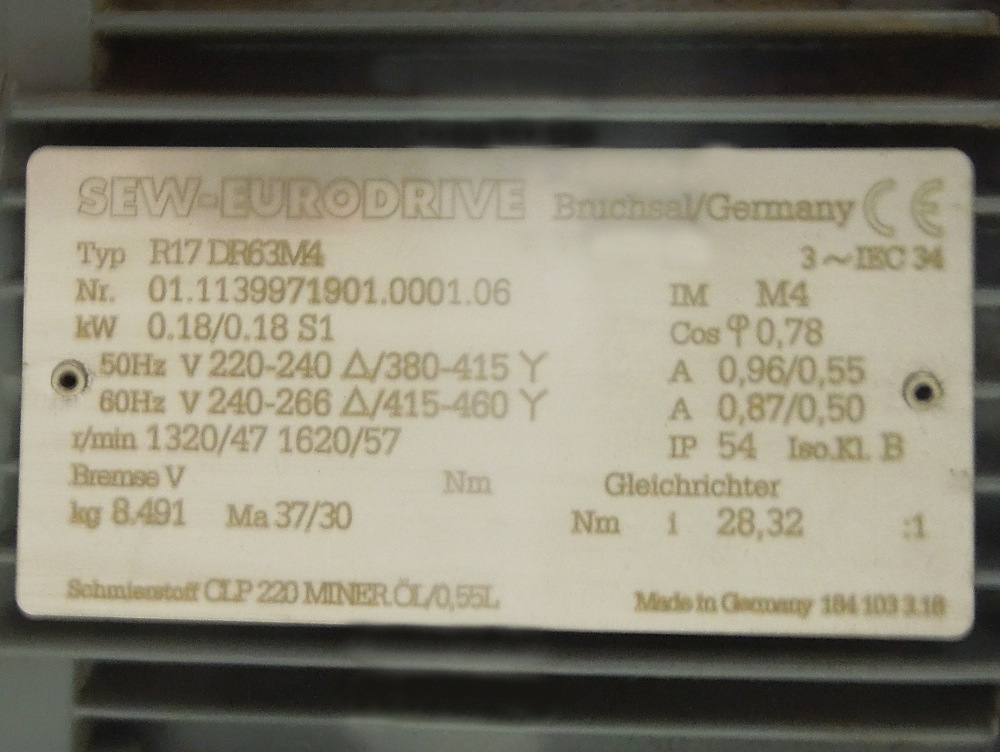 SEW-EURODRIVE Bruchsal/Germany CE
Typ R17 DR63M4 3 ~ IEC 34
Nr. 01.1139971901.0001.06 IM M4
kW 0.18/0.18 S1 Cos φ 0,78
50Hz V 220-240 △/380-415 Y A 0,96/0,55
60Hz V 240-266 △/415-460 Y A 0,87/0,50
r/min 1320/47 1620/57 IP 54 Iso.Kl. B
Bremse V Nm Gleichrichter
kg 8.491 Ma 37/30 Nm i 28,32 :1
Schmierstoff CLP 220 MINER.ÖL/0,55L
Made in Germany 184 103 3.18